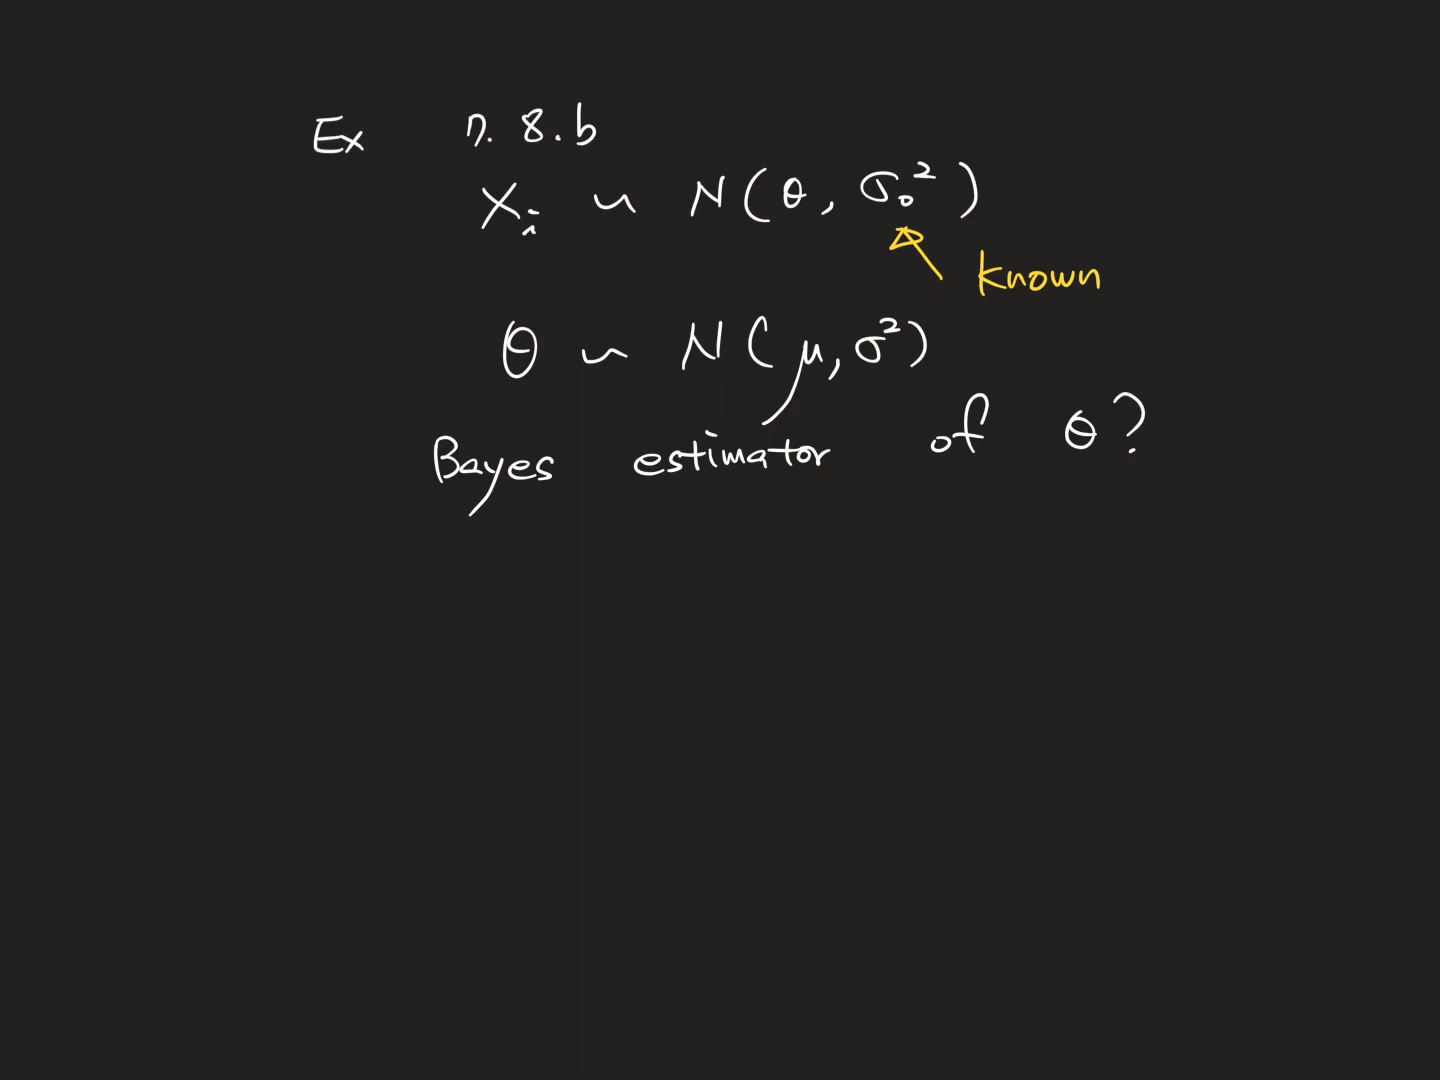 Ex 7.8.b
Xi ~ N(θ, σ₀²)
known
θ ~ N(μ, σ²)
Bayes estimator of θ?